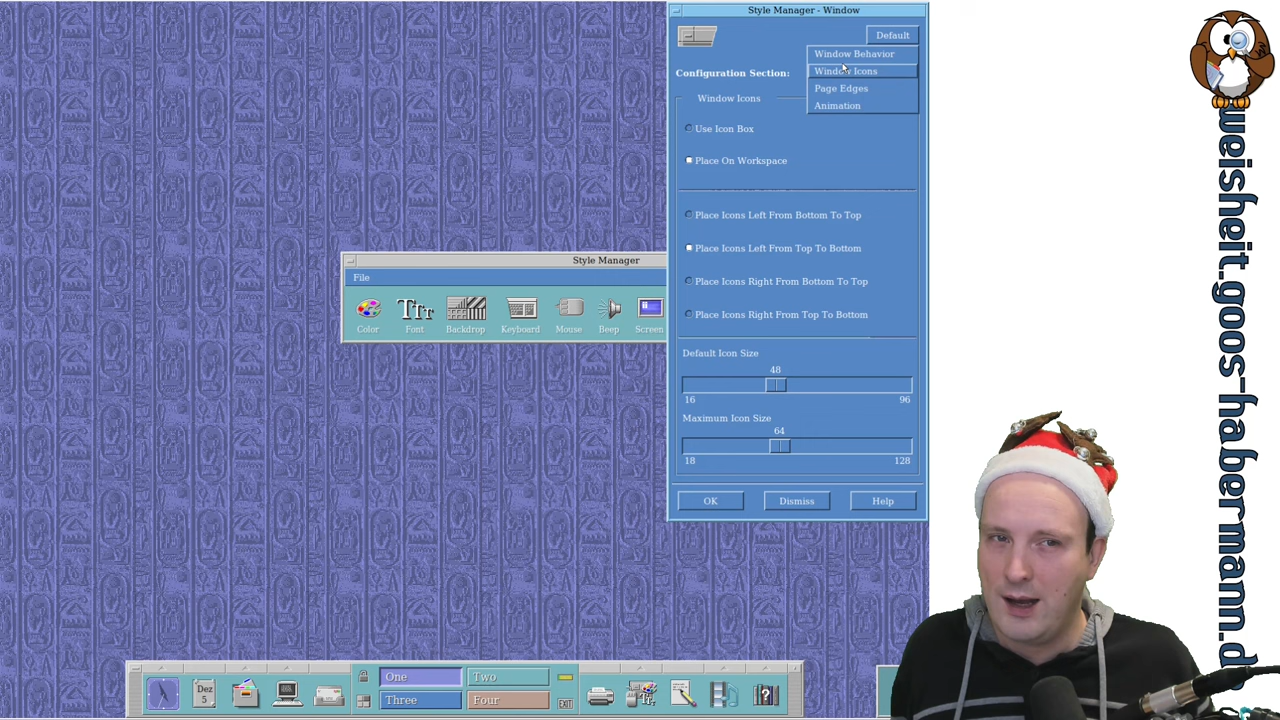 Style Manager - Window
Default
Window Behavior
Configuration Section:
Window Icons
Page Edges
Window Icons
Animation
Use Icon Box
Place On Workspace
Place Icons Left From Bottom To Top
Place Icons Left From Top To Bottom
Place Icons Right From Bottom To Top
Place Icons Right From Top To Bottom
Default Icon Size
48
16
96
Maximum Icon Size
64
18
128
OK
Dismiss
Help
Style Manager
File
Color
Font
Backdrop
Keyboard
Mouse
Beep
Screen
Dez
5
One
Two
Three
Four
EXIT
weisheit.goos-habermann.d